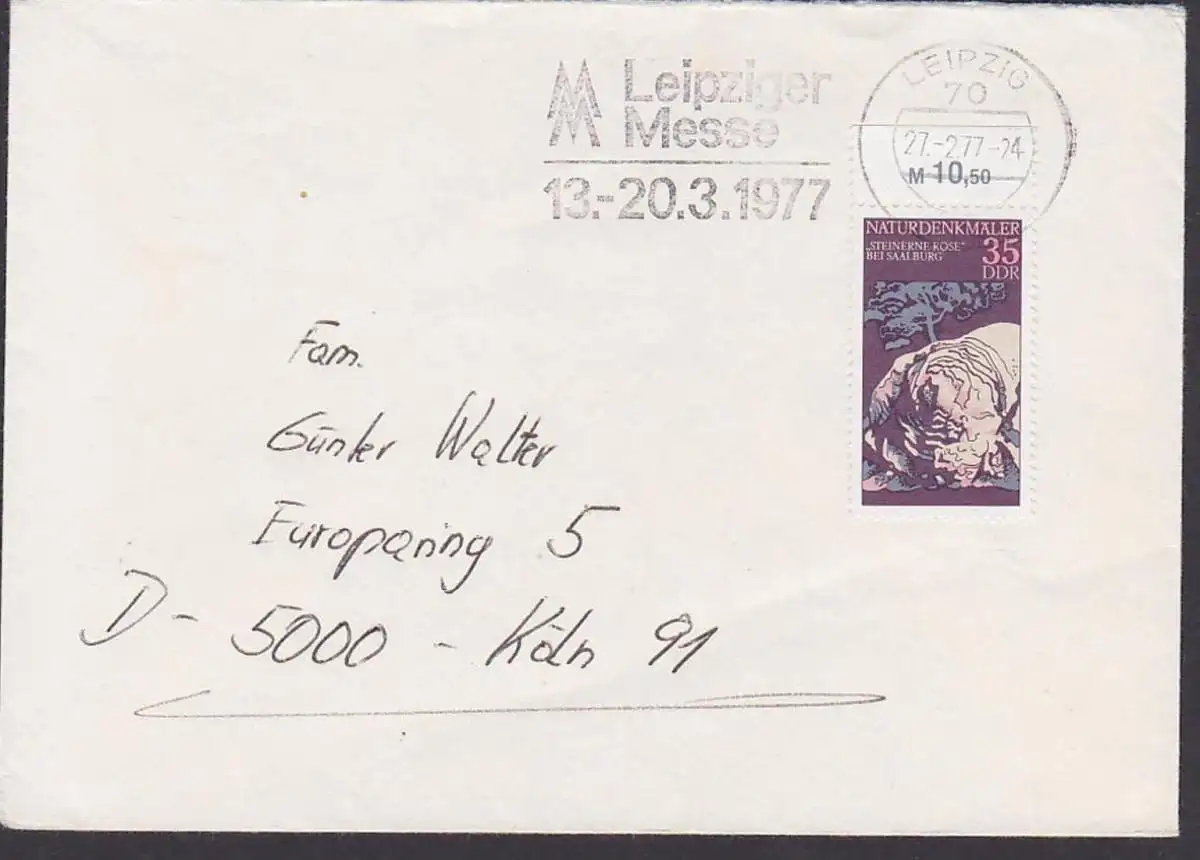 Leipziger
Messe
13.-20.3.1977
LEIPZIG
70
27.-2.77-24
M 10,50
NATURDENKMÄLER
„STEINERNE ROSE“
BEI SAALBURG
35
DDR
Fam.
Günter Walter
Europaring 5
D - 5000 - Köln 91